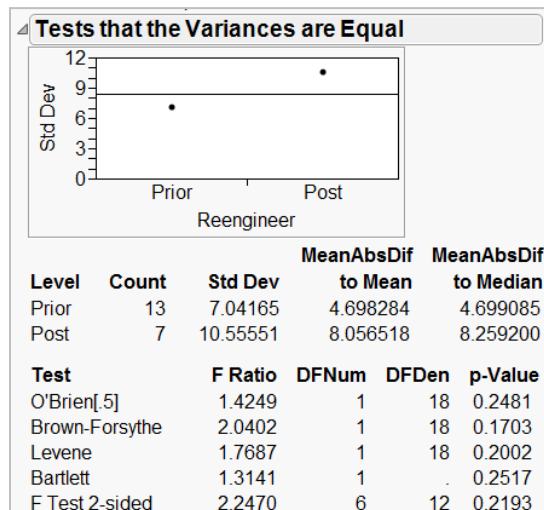 Tests that the Variances are Equal
12
9
6
3
0
Std Dev
Prior Post
Reengineer
MeanAbsDif MeanAbsDif
Level Count Std Dev to Mean to Median
Prior 13 7.04165 4.698284 4.699085
Post 7 10.55551 8.056518 8.259200
Test F Ratio DFNum DFDen p-Value
O'Brien[.5] 1.4249 1 18 0.2481
Brown-Forsythe 2.0402 1 18 0.1703
Levene 1.7687 1 18 0.2002
Bartlett 1.3141 1 . 0.2517
F Test 2-sided 2.2470 6 12 0.2193